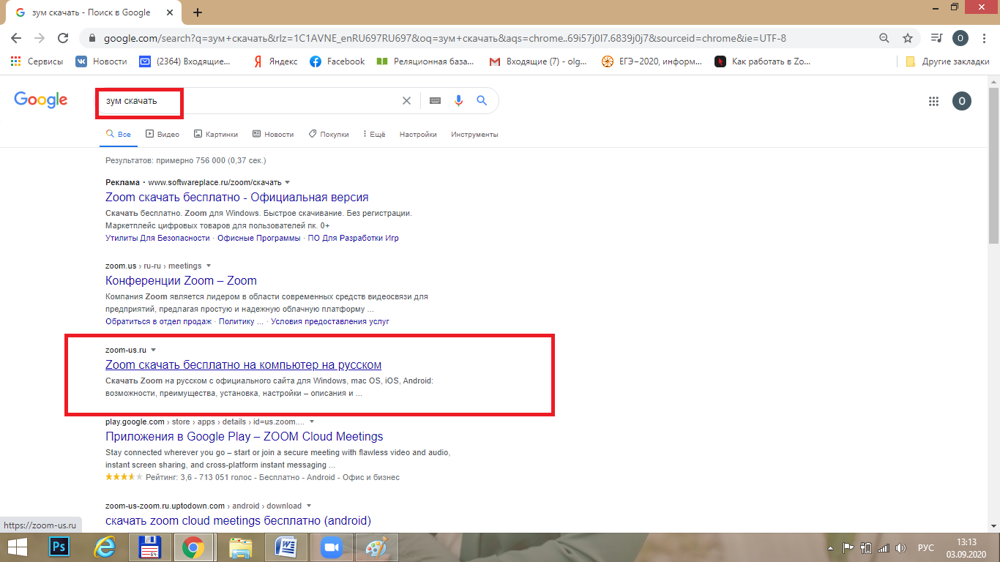 зум скачать - Поиск в Google
google.com/search?q=зум+скачать&rlz=1C1AVNE_enRU697RU697&oq=зум+скачать&aqs=chrome..69i57j0l7.6839j0j7&sourceid=chrome&ie=UTF-8
O
Сервисы
Новости
(2364) Входящие...
Яндекс
Facebook
Реляционная база...
Входящие (7) - olg...
ЕГЭ–2020, информ...
Как работать в Zo...
Другие закладки
Google
зум скачать
O
Все
Видео
Картинки
Новости
Покупки
Ещё
Настройки
Инструменты
Результатов: примерно 756 000 (0,37 сек.)
Реклама · www.softwareplace.ru/zoom/скачать
Zoom скачать бесплатно - Официальная версия
Скачать бесплатно. Zoom для Windows. Быстрое скачивание. Без регистрации.
Маркетплейс цифровых товаров для пользователей пк. 0+
Утилиты Для Безопасности · Офисные Программы · ПО Для Разработки Игр
zoom.us › ru-ru › meetings
Конференции Zoom – Zoom
Компания Zoom является лидером в области современных средств видеосвязи для
предприятий, предлагая простую и надежную облачную платформу ...
Обратиться в отдел продаж · Политику ... · Условия предоставления услуг
zoom-us.ru
Zoom скачать бесплатно на компьютер на русском
Скачать Zoom на русском с официального сайта для Windows, mac OS, iOS, Android:
возможности, преимущества, установка, настройки – описания и ...
play.google.com › store › apps › details › id=us.zoom....
Приложения в Google Play – ZOOM Cloud Meetings
Stay connected wherever you go – start or join a secure meeting with flawless video and audio,
instant screen sharing, and cross-platform instant messaging ...
Рейтинг: 3,6 - 713 051 голос - Бесплатно - Android - Офис и бизнес
zoom-us-zoom.ru.uptodown.com › android › download
скачать zoom cloud meetings бесплатно (android)
https://zoom-us.ru
Ps
64
РУС
13:13
03.09.2020